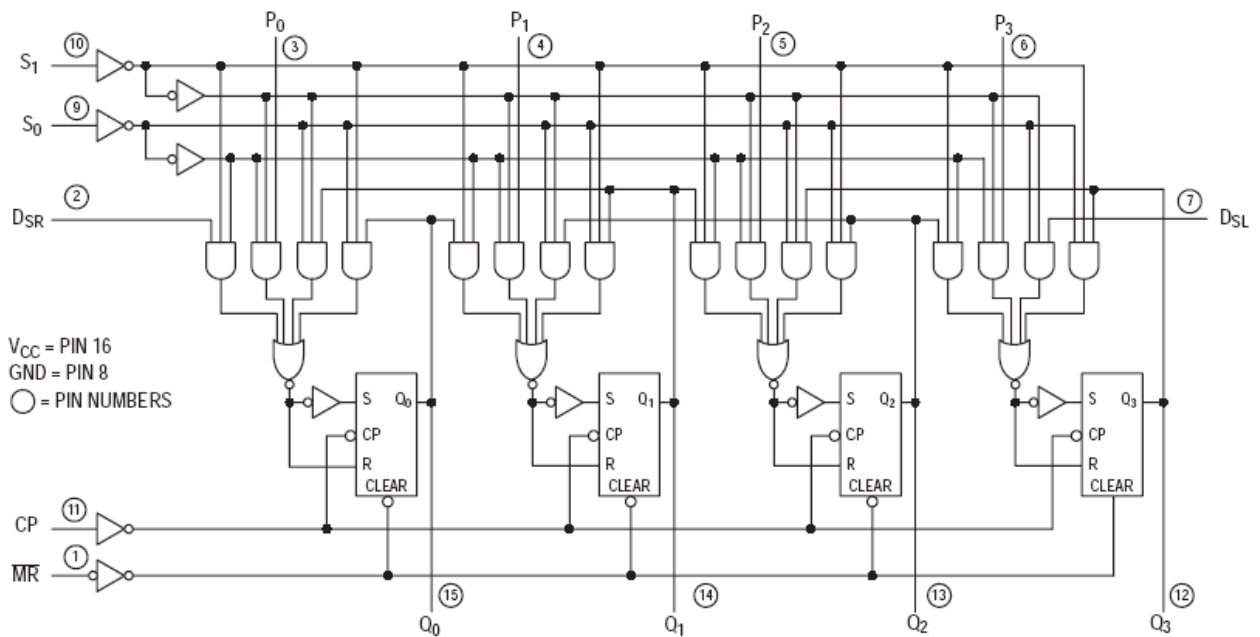 P0 P1 P2 P3
3 4 5 6
10
S1
9
S0
2
DSR
7
DSL
VCC = PIN 16
GND = PIN 8
◯ = PIN NUMBERS
S Q0 S Q1 S Q2 S Q3
CP CP CP CP
R R R R
CLEAR CLEAR CLEAR CLEAR
11
CP
1
M̅R̅
15 14 13 12
Q0 Q1 Q2 Q3